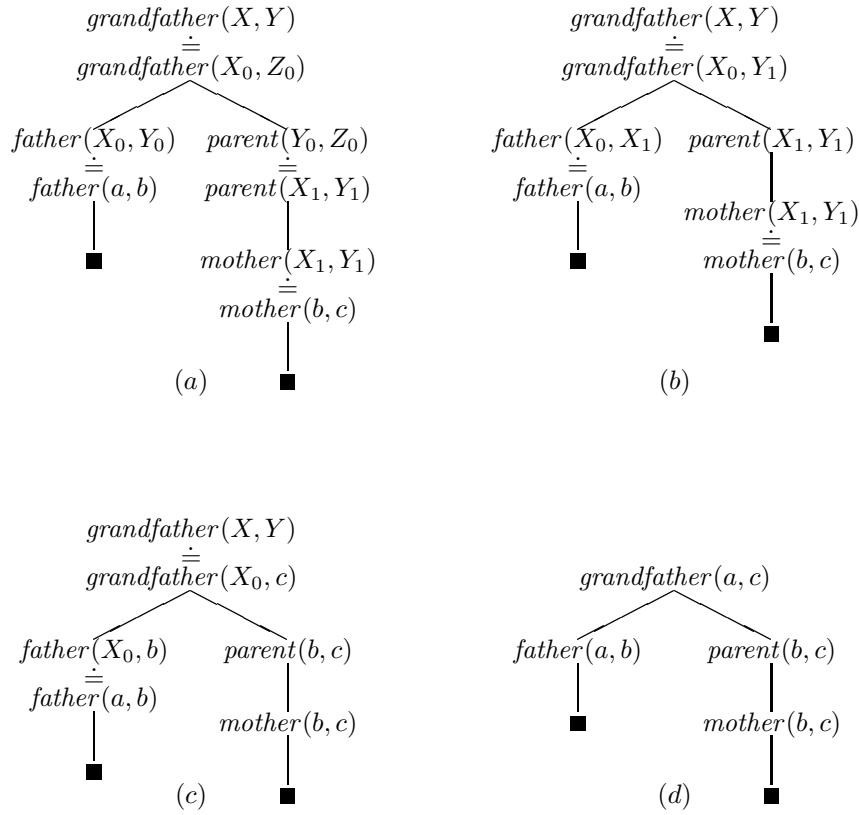 grandfather(X, Y)
≐
grandfather(X₀, Z₀)
father(X₀, Y₀) parent(Y₀, Z₀)
≐ ≐
father(a, b) parent(X₁, Y₁)
mother(X₁, Y₁)
≐
mother(b, c)
(a)
grandfather(X, Y)
≐
grandfather(X₀, Y₁)
father(X₀, X₁) parent(X₁, Y₁)
≐
father(a, b)
mother(X₁, Y₁)
≐
mother(b, c)
(b)
grandfather(X, Y)
≐
grandfather(X₀, c)
father(X₀, b) parent(b, c)
≐
father(a, b)
mother(b, c)
(c)
grandfather(a, c)
father(a, b) parent(b, c)
mother(b, c)
(d)